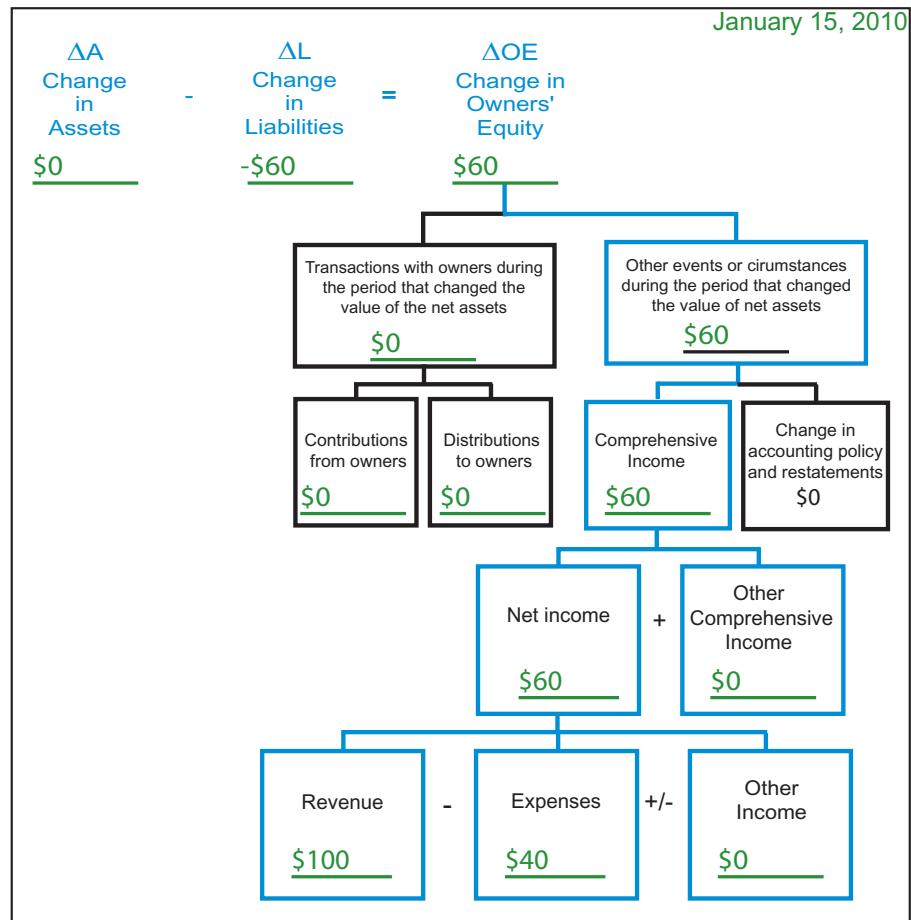 January 15, 2010
ΔA ΔL ΔOE
Change Change Change in
in - in = Owners'
Assets Liabilities Equity
$0 -$60 $60
Transactions with owners during
the period that changed the
value of the net assets
$0
Other events or cirumstances
during the period that changed
the value of net assets
$60
Contributions
from owners
$0
Distributions
to owners
$0
Comprehensive
Income
$60
Change in
accounting policy
and restatements
$0
Net income
$60
+
Other
Comprehensive
Income
$0
Revenue
$100
-
Expenses
$40
+/-
Other
Income
$0